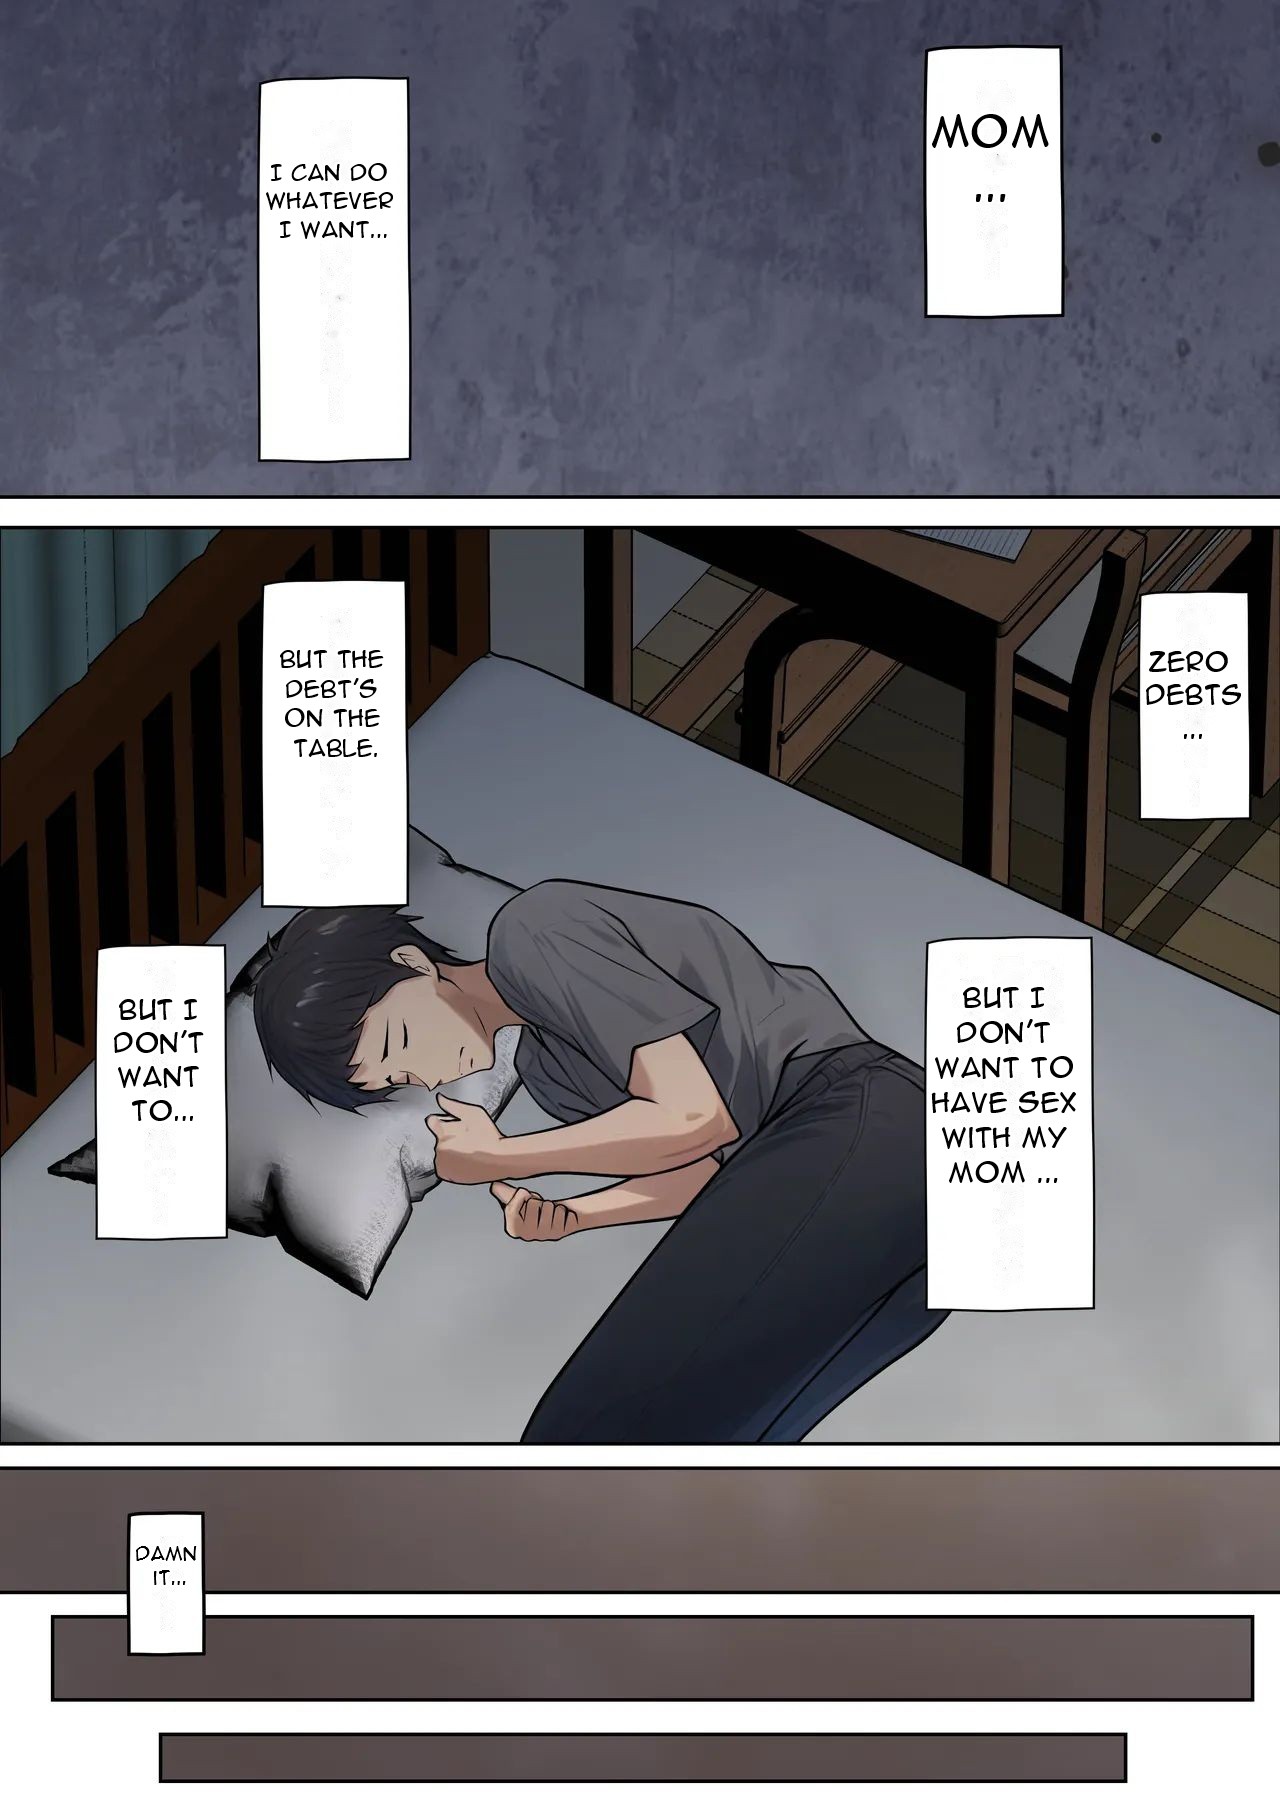 MOM
...
I CAN DO
WHATEVER
I WANT...
ZERO
DEBTS
...
BUT THE
DEBT'S
ON THE
TABLE.
BUT I
DON'T
WANT TO
HAVE SEX
WITH MY
MOM ...
BUT I
DON'T
WANT
TO...
DAMN
IT...